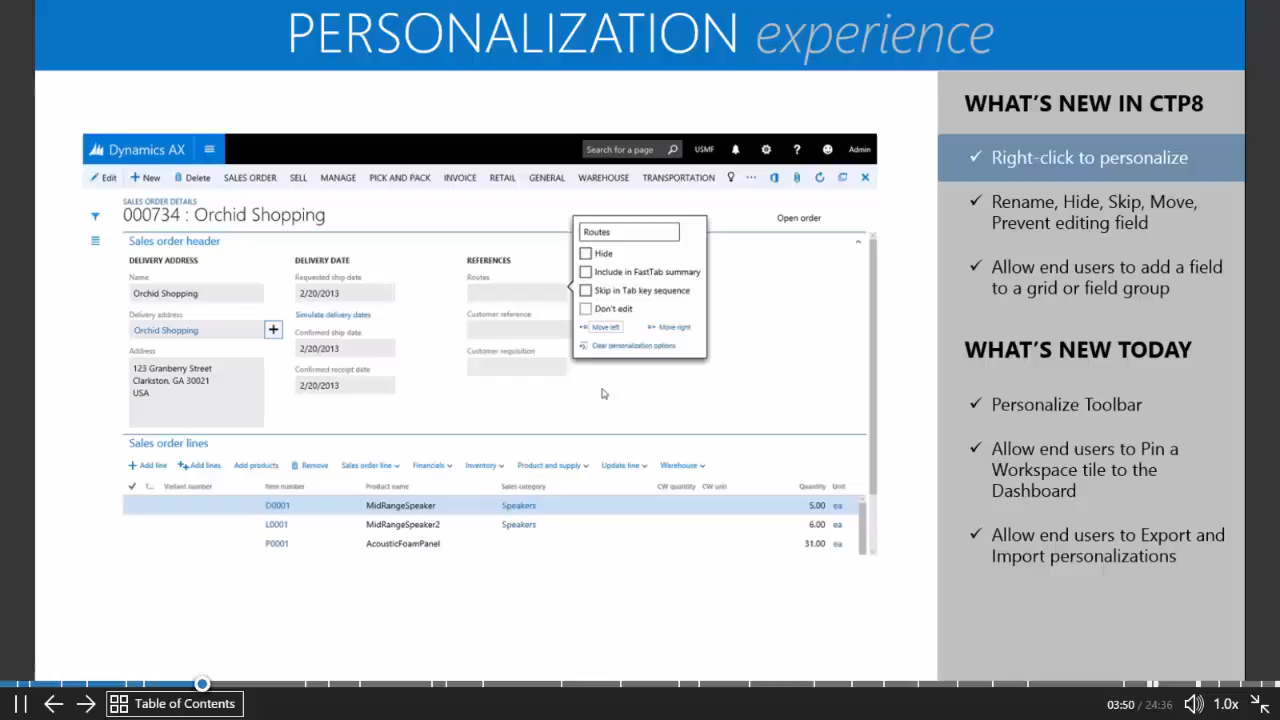 PERSONALIZATION experience
Dynamics AX
Search for a page
USMF
Admin
Edit
New
Delete
SALES ORDER
SELL
MANAGE
PICK AND PACK
INVOICE
RETAIL
GENERAL
WAREHOUSE
TRANSPORTATION
SALES ORDER DETAILS
000734 : Orchid Shopping
Open order
Sales order header
DELIVERY ADDRESS
Name
Orchid Shopping
Delivery address
Orchid Shopping
Address
123 Granberry Street
Clarkston, GA 30021
USA
DELIVERY DATE
Requested ship date
2/20/2013
Simulate delivery dates
Confirmed ship date
2/20/2013
Confirmed receipt date
2/20/2013
REFERENCES
Routes
Customer reference
Customer requisition
Routes
Hide
Include in FastTab summary
Skip in Tab key sequence
Don't edit
Move left
Move right
Clear personalization options
Sales order lines
Add line
Add lines
Add products
Remove
Sales order line
Financials
Inventory
Product and supply
Update line
Warehouse
T... Variant number Item number Product name Sales category CW quantity CW unit Quantity Unit
D0001 MidRangeSpeaker Speakers 5.00 ea
L0001 MidRangeSpeaker2 Speakers 6.00 ea
P0001 AcousticFoamPanel 31.00 ea
WHAT'S NEW IN CTP8
Right-click to personalize
Rename, Hide, Skip, Move,
Prevent editing field
Allow end users to add a field
to a grid or field group
WHAT'S NEW TODAY
Personalize Toolbar
Allow end users to Pin a
Workspace tile to the
Dashboard
Allow end users to Export and
Import personalizations
Table of Contents
03:50 / 24:36
1.0x